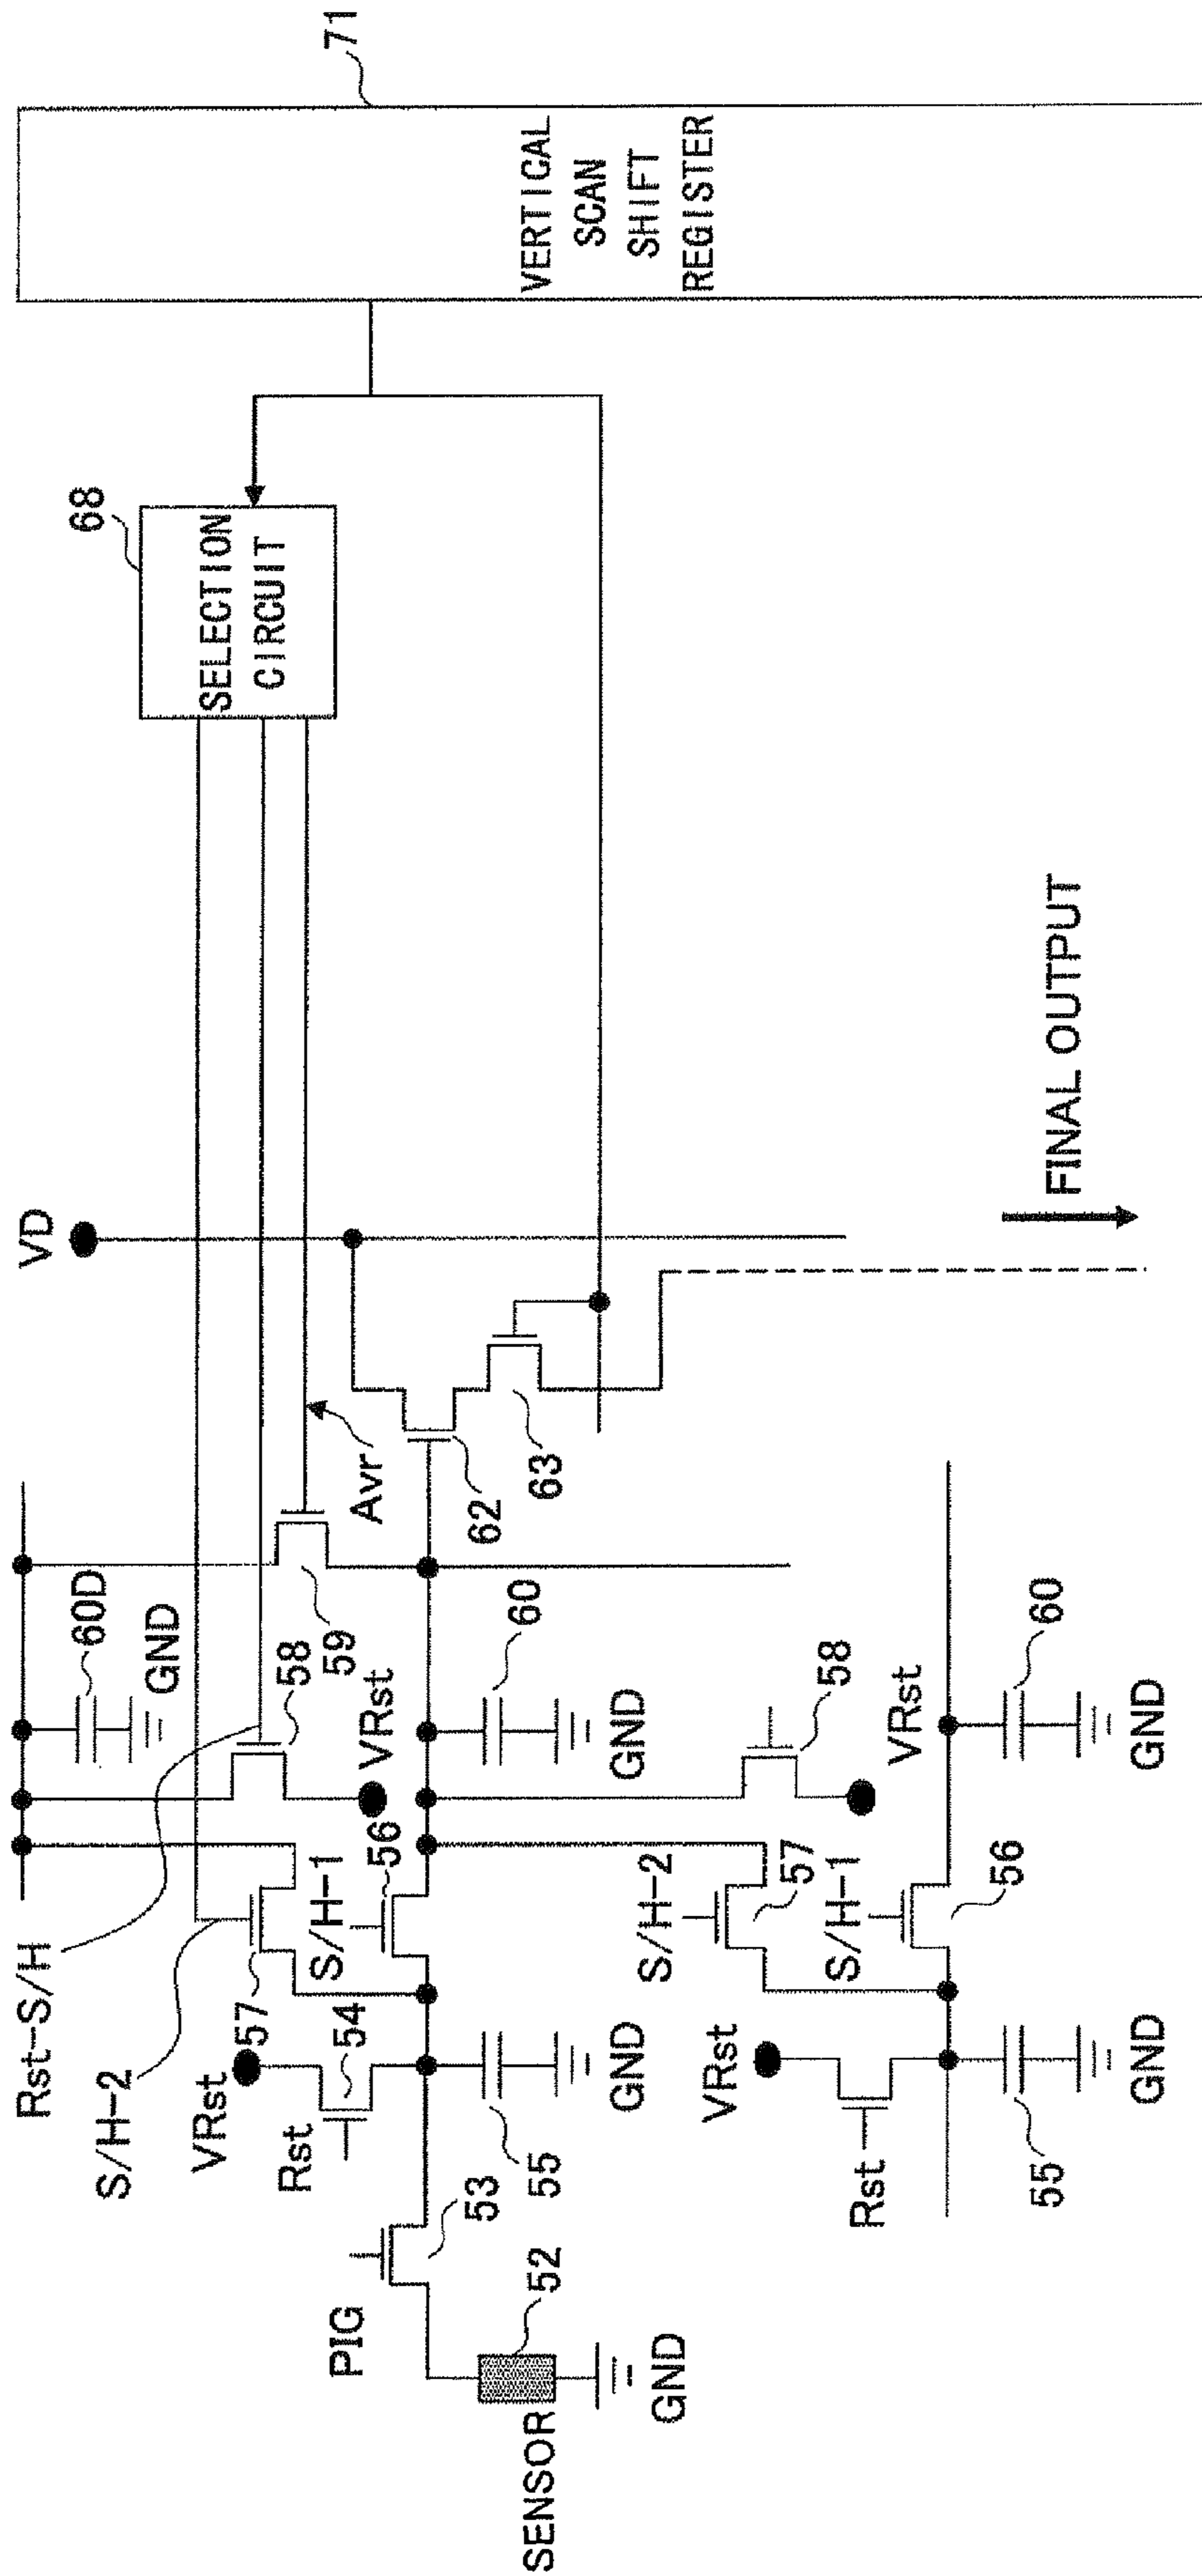 Rst-S/H
S/H-2
60D
GND
VD
68
SELECTION
CIRCUIT
71
VERTICAL
SCAN
SHIFT
REGISTER
VRst
57
58
59
Avr
Rst
54
S/H-1
56
VRst
PIG
53
55
GND
60
GND
62
63
SENSOR
52
GND
VRst
S/H-2
57
58
Rst
S/H-1
56
VRst
60
55
GND
GND
FINAL OUTPUT